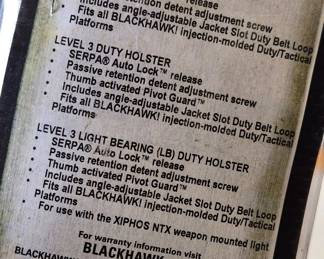 release
retention detent adjustment screw
• Includes angle-adjustable Jacket Slot Duty Belt Loop
• Fits all BLACKHAWK! injection-molded Duty/Tactical
Platforms
LEVEL 3 DUTY HOLSTER
• SERPA® Auto Lock™ release
• Passive retention detent adjustment screw
• Thumb activated Pivot Guard™
• Includes angle-adjustable Jacket Slot Duty Belt Loop
• Fits all BLACKHAWK! injection-molded Duty/Tactical
Platforms
LEVEL 3 LIGHT BEARING (LB) DUTY HOLSTER
• SERPA® Auto Lock™ release
• Passive retention detent adjustment screw
• Thumb activated Pivot Guard™
• Includes angle-adjustable Jacket Slot Duty Belt Loop
• Fits all BLACKHAWK! injection-molded Duty/Tactical
Platforms
• For use with the XIPHOS NTX weapon mounted light
For warranty information visit
BLACKHAWK
BLACKHAWK